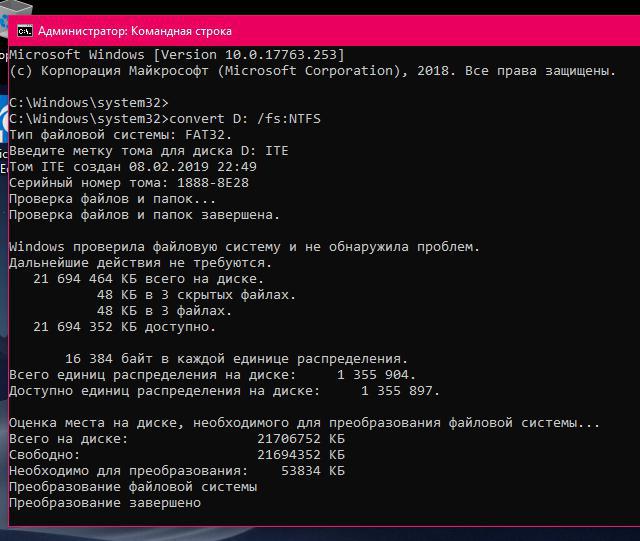 Администратор: Командная строка
Microsoft Windows [Version 10.0.17763.253]
(c) Корпорация Майкрософт (Microsoft Corporation), 2018. Все права защищены.
C:\Windows\system32>
C:\Windows\system32>convert D: /fs:NTFS
Тип файловой системы: FAT32.
Введите метку тома для диска D: ITE
Том ITE создан 08.02.2019 22:49
Серийный номер тома: 1888-8E28
Проверка файлов и папок...
Проверка файлов и папок завершена.
Windows проверила файловую систему и не обнаружила проблем.
Дальнейшие действия не требуются.
21 694 464 КБ всего на диске.
48 КБ в 3 скрытых файлах.
48 КБ в 3 файлах.
21 694 352 КБ доступно.
16 384 байт в каждой единице распределения.
Всего единиц распределения на диске: 1 355 904.
Доступно единиц распределения на диске: 1 355 897.
Оценка места на диске, необходимого для преобразования файловой системы...
Всего на диске: 21706752 КБ
Свободно: 21694352 КБ
Необходимо для преобразования: 53834 КБ
Преобразование файловой системы
Преобразование завершено